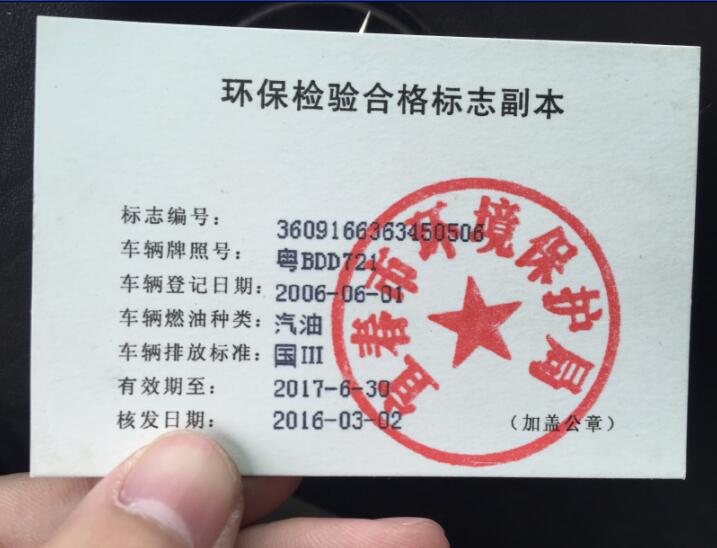 环保检验合格标志副本
标志编号： 3609166363450506
车辆牌照号： 粤BDD721
车辆登记日期： 2006-06-01
车辆燃油种类： 汽油
车辆排放标准： 国III
有效期至： 2017-6-30
核发日期： 2016-03-02
（加盖公章）
宜春市环境保护局